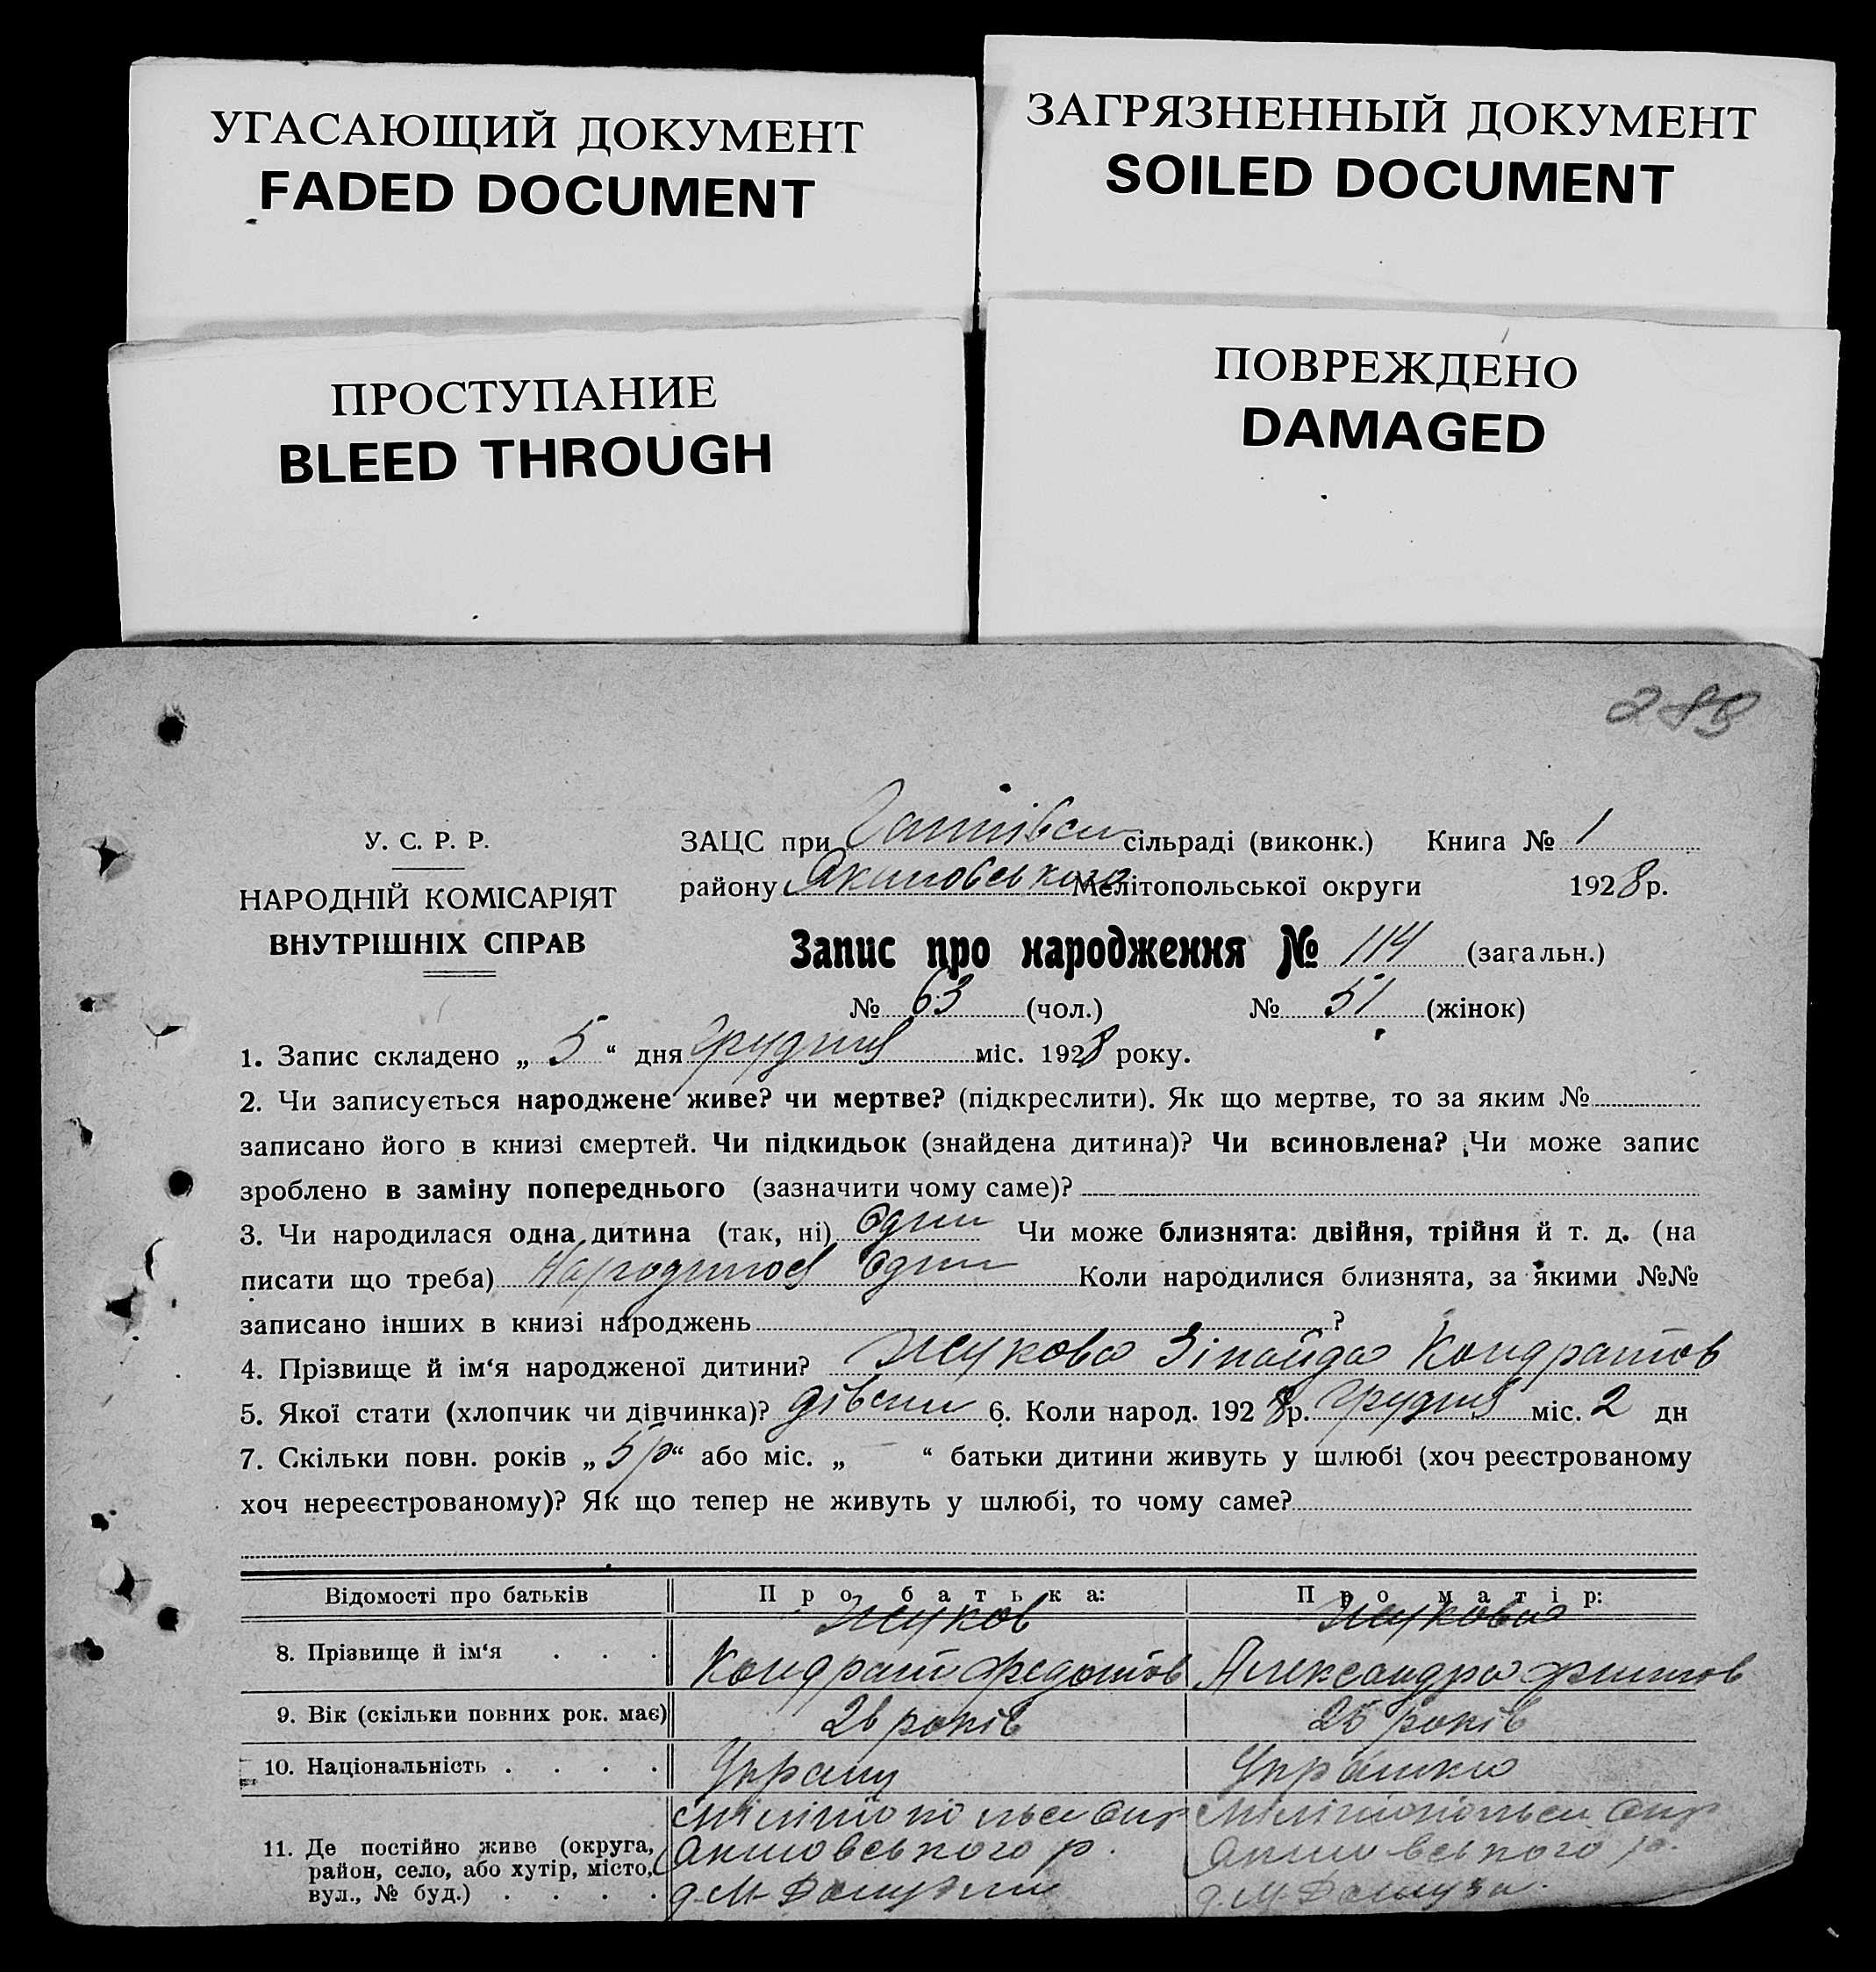 УГАСАЮЩИЙ ДОКУМЕНТ
FADED DOCUMENT
ЗАГРЯЗНЕННЫЙ ДОКУМЕНТ
SOILED DOCUMENT
ПРОСТУПАНИЕ
BLEED THROUGH
ПОВРЕЖДЕНО
DAMAGED
У. С. Р. Р.
НАРОДНІЙ КОМІСАРІЯТ
ВНУТРІШНІХ СПРАВ
ЗАЦС при сільраді (виконк.) Книга № 1
району Якимовського Мелітопольської округи 1928 р.
Запис про народження № 114 (загальн.)
№ 63 (чол.) № 51 (жінок)
1. Запис складено „ 5 “ дня грудня міс. 1928 року.
2. Чи записується народжене живе? чи мертве? (підкреслити). Як що мертве, то за яким №
записано його в книзі смертей. Чи підкидьок (знайдена дитина)? Чи всиновлена? Чи може запис
зроблено в заміну попереднього (зазначити чому саме)?
3. Чи народилася одна дитина (так, ні) Один Чи може близнята: двійня, трійня й т. д. (на
писати що треба) Народилося один Коли народилися близнята, за якими №№
записано інших в книзі народжень ?
4. Прізвище й ім‘я народженої дитини? Жукова Зінаїда Кондратов
5. Якої стати (хлопчик чи дівчинка)? 6. Коли народ. 1928 р. грудня міс. 2 дн
7. Скільки повн. років „ 5 р “ або міс. „ — “ батьки дитини живуть у шлюбі (хоч реєстрованому
хоч нереєстрованому)? Як що тепер не живуть у шлюбі, то чому саме?
Відомості про батьків Про батька: Про матір:
Жуков Жукова
8. Прізвище й ім‘я . . . Кондрат Федотов Александра
9. Вік (скільки повних рок. має) 26 років 25 років
10. Національність . . . . Українка
округ округ
11. Де постійно живе (округа, Якимовського р. Якимовського р.
район, село, або хутір, місто,
вул., № буд.) . . . .